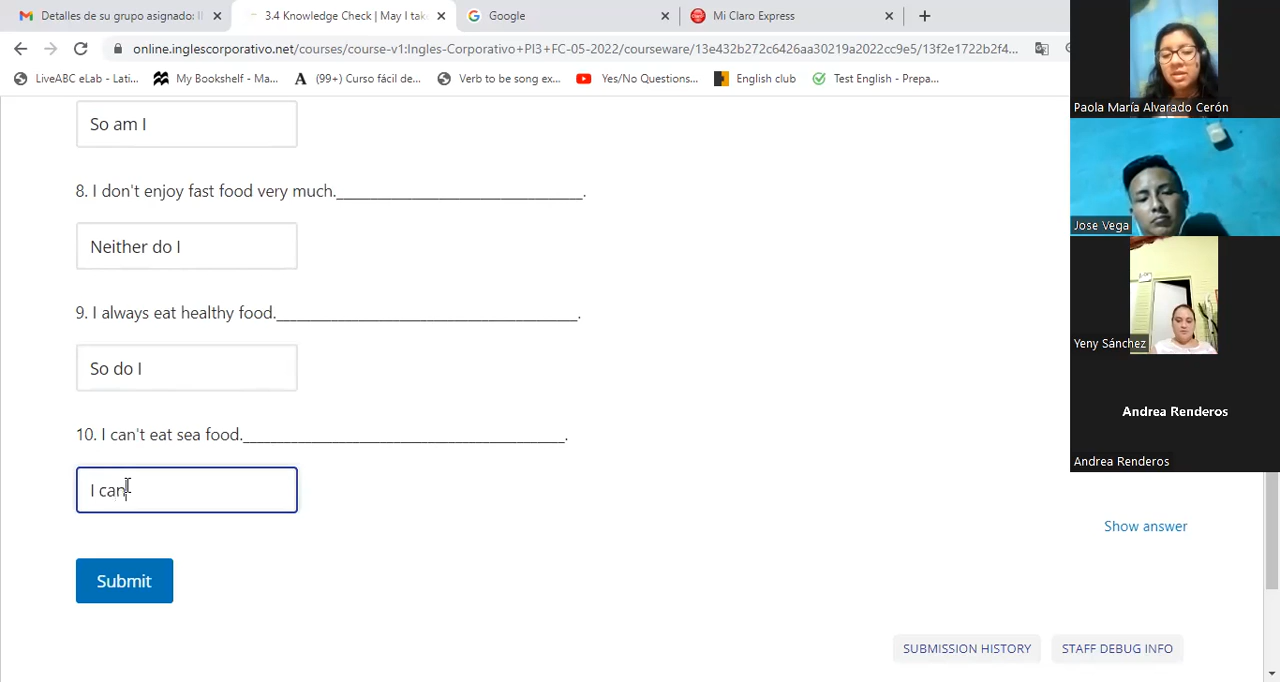 Detalles de su grupo asignado: I
3.4 Knowledge Check | May I tak
Google
Mi Claro Express
online.inglescorporativo.net/courses/course-v1:Ingles-Corporativo+PI3+FC-05-2022/courseware/13e432b272c6426aa30219a2022cc9e5/13f2e1722b2f4...
LiveABC eLab - Lati...
My Bookshelf - Ma...
(99+) Curso fácil de...
Verb to be song ex...
Yes/No Questions...
English club
Test English - Prepa...
So am I
8. I don't enjoy fast food very much.____________________________.
Neither do I
9. I always eat healthy food.___________________________________.
So do I
10. I can't eat sea food._____________________________________.
I can
Show answer
Submit
SUBMISSION HISTORY
STAFF DEBUG INFO
Paola María Alvarado Cerón
Jose Vega
Yeny Sánchez
Andrea Renderos
Andrea Renderos